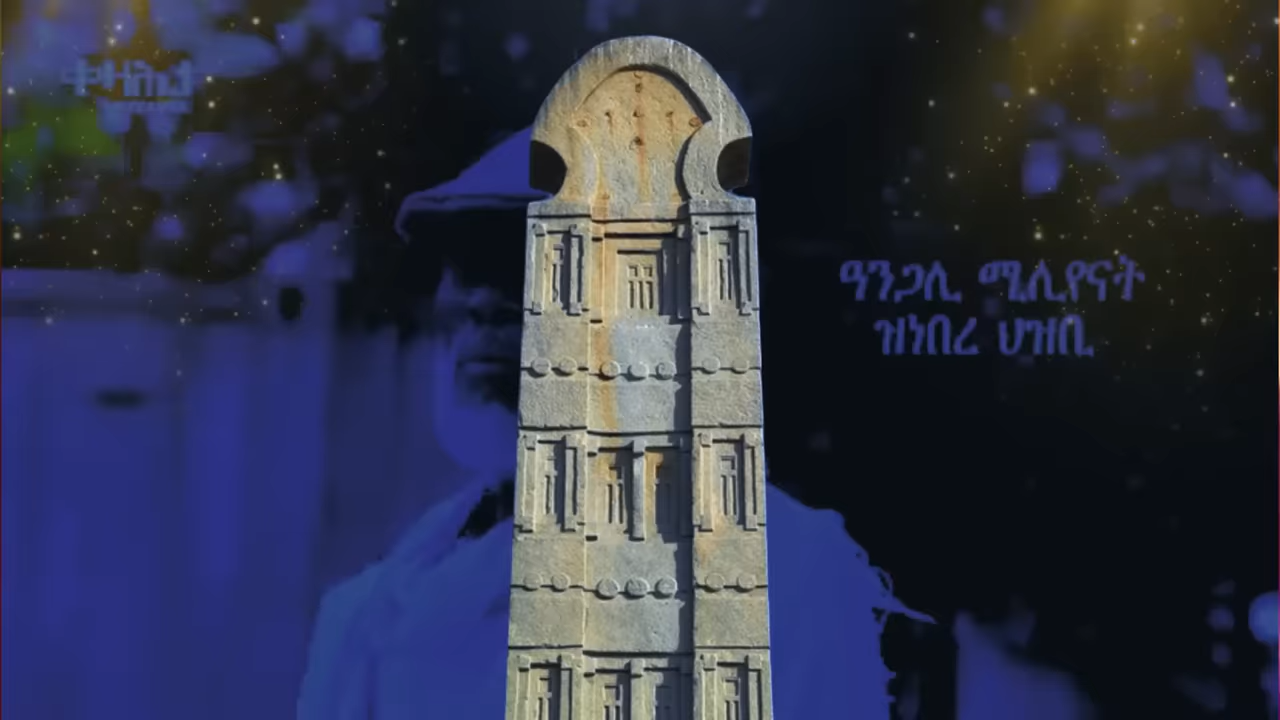 ዓንጋሊ ሚሊየናት
ዝነበረ ህዝቢ